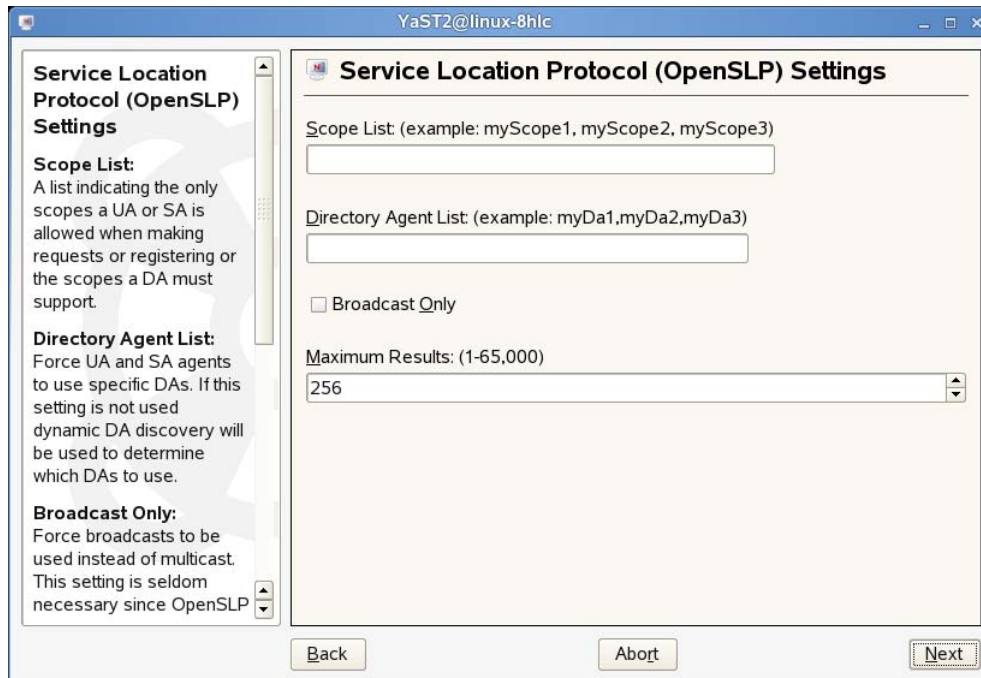 YaST2@linux-8hlc
Service Location
Protocol (OpenSLP)
Settings
Scope List:
A list indicating the only
scopes a UA or SA is
allowed when making
requests or registering or
the scopes a DA must
support.
Directory Agent List:
Force UA and SA agents
to use specific DAs. If this
setting is not used
dynamic DA discovery will
be used to determine
which DAs to use.
Broadcast Only:
Force broadcasts to be
used instead of multicast.
This setting is seldom
necessary since OpenSLP
Service Location Protocol (OpenSLP) Settings
Scope List: (example: myScope1, myScope2, myScope3)
Directory Agent List: (example: myDa1,myDa2,myDa3)
Broadcast Only
Maximum Results: (1-65,000)
256
Back
Abort
Next